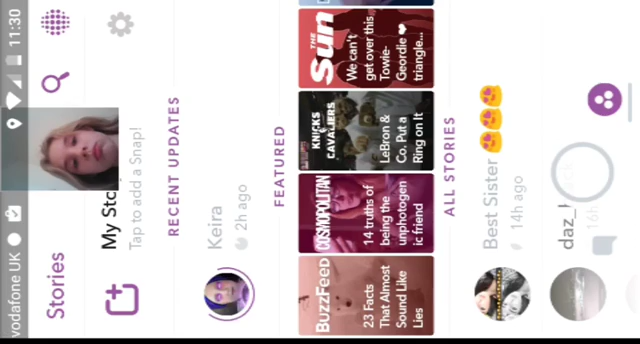 vodafone UK
11:30
Stories
My Sto
Tap to add a Snap!
RECENT UPDATES
Keira
2h ago
FEATURED
BuzzFeed
23 Facts
That Almost
Sound Like
Lies
COSMOPOLITAN
14 truths of
being the
unphotogen
ic friend
KNICKS
CAVALIERS
LeBron &
Co. Put a
Ring on It
THE
Sun
We can't
get over this
Towie-
Geordie ❤
triangle...
ALL STORIES
Best Sister 😍😍😍
14h ago
daz_
16h